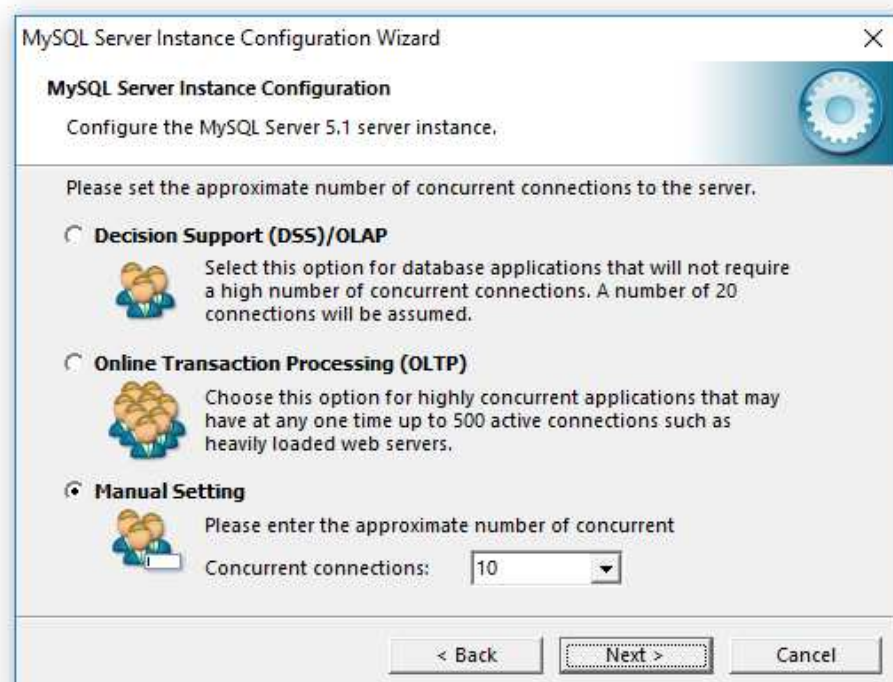 MySQL Server Instance Configuration Wizard
MySQL Server Instance Configuration
Configure the MySQL Server 5.1 server instance.
Please set the approximate number of concurrent connections to the server.
Decision Support (DSS)/OLAP
Select this option for database applications that will not require
a high number of concurrent connections. A number of 20
connections will be assumed.
Online Transaction Processing (OLTP)
Choose this option for highly concurrent applications that may
have at any one time up to 500 active connections such as
heavily loaded web servers.
Manual Setting
Please enter the approximate number of concurrent
Concurrent connections: 10
< Back Next > Cancel